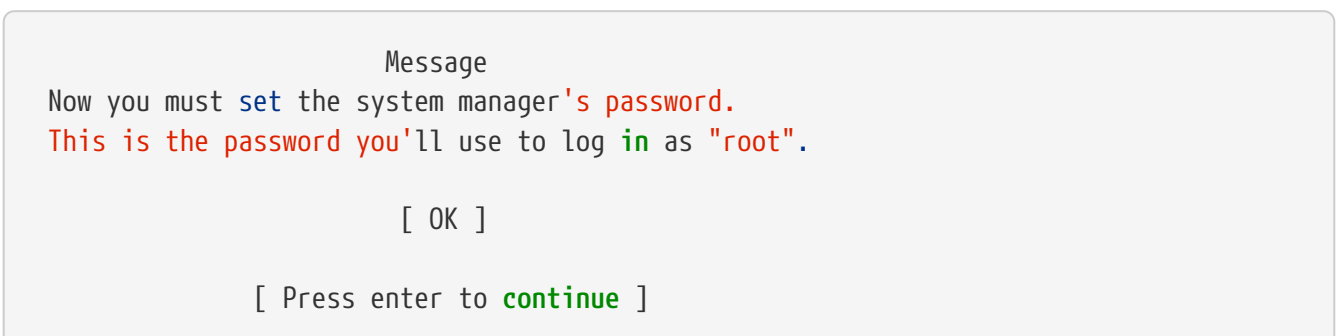 Message
Now you must set the system manager's password.
This is the password you'll use to log in as "root".
[ OK ]
[ Press enter to continue ]